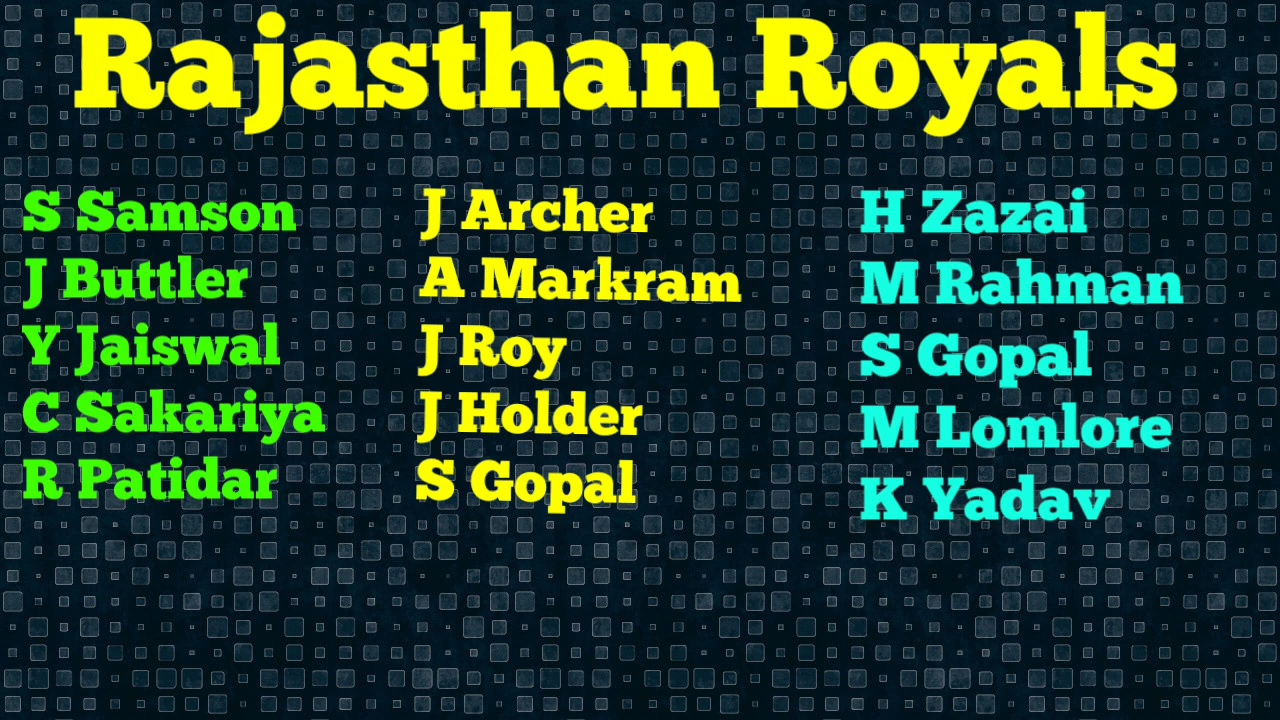 Rajasthan Royals
S Samson
J Buttler
Y Jaiswal
C Sakariya
R Patidar
J Archer
A Markram
J Roy
J Holder
S Gopal
H Zazai
M Rahman
S Gopal
M Lomlore
K Yadav